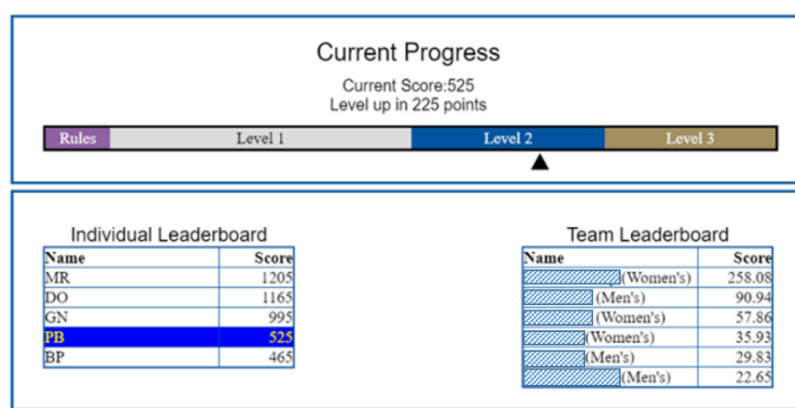 Current Progress
Current Score:525
Level up in 225 points
Rules Level 1 Level 2 Level 3
Individual Leaderboard
Name Score
MR 1205
DO 1165
GN 995
PB 525
BP 465
Team Leaderboard
Name Score
(Women's) 258.08
(Men's) 90.94
(Women's) 57.86
(Women's) 35.93
(Men's) 29.83
(Men's) 22.65